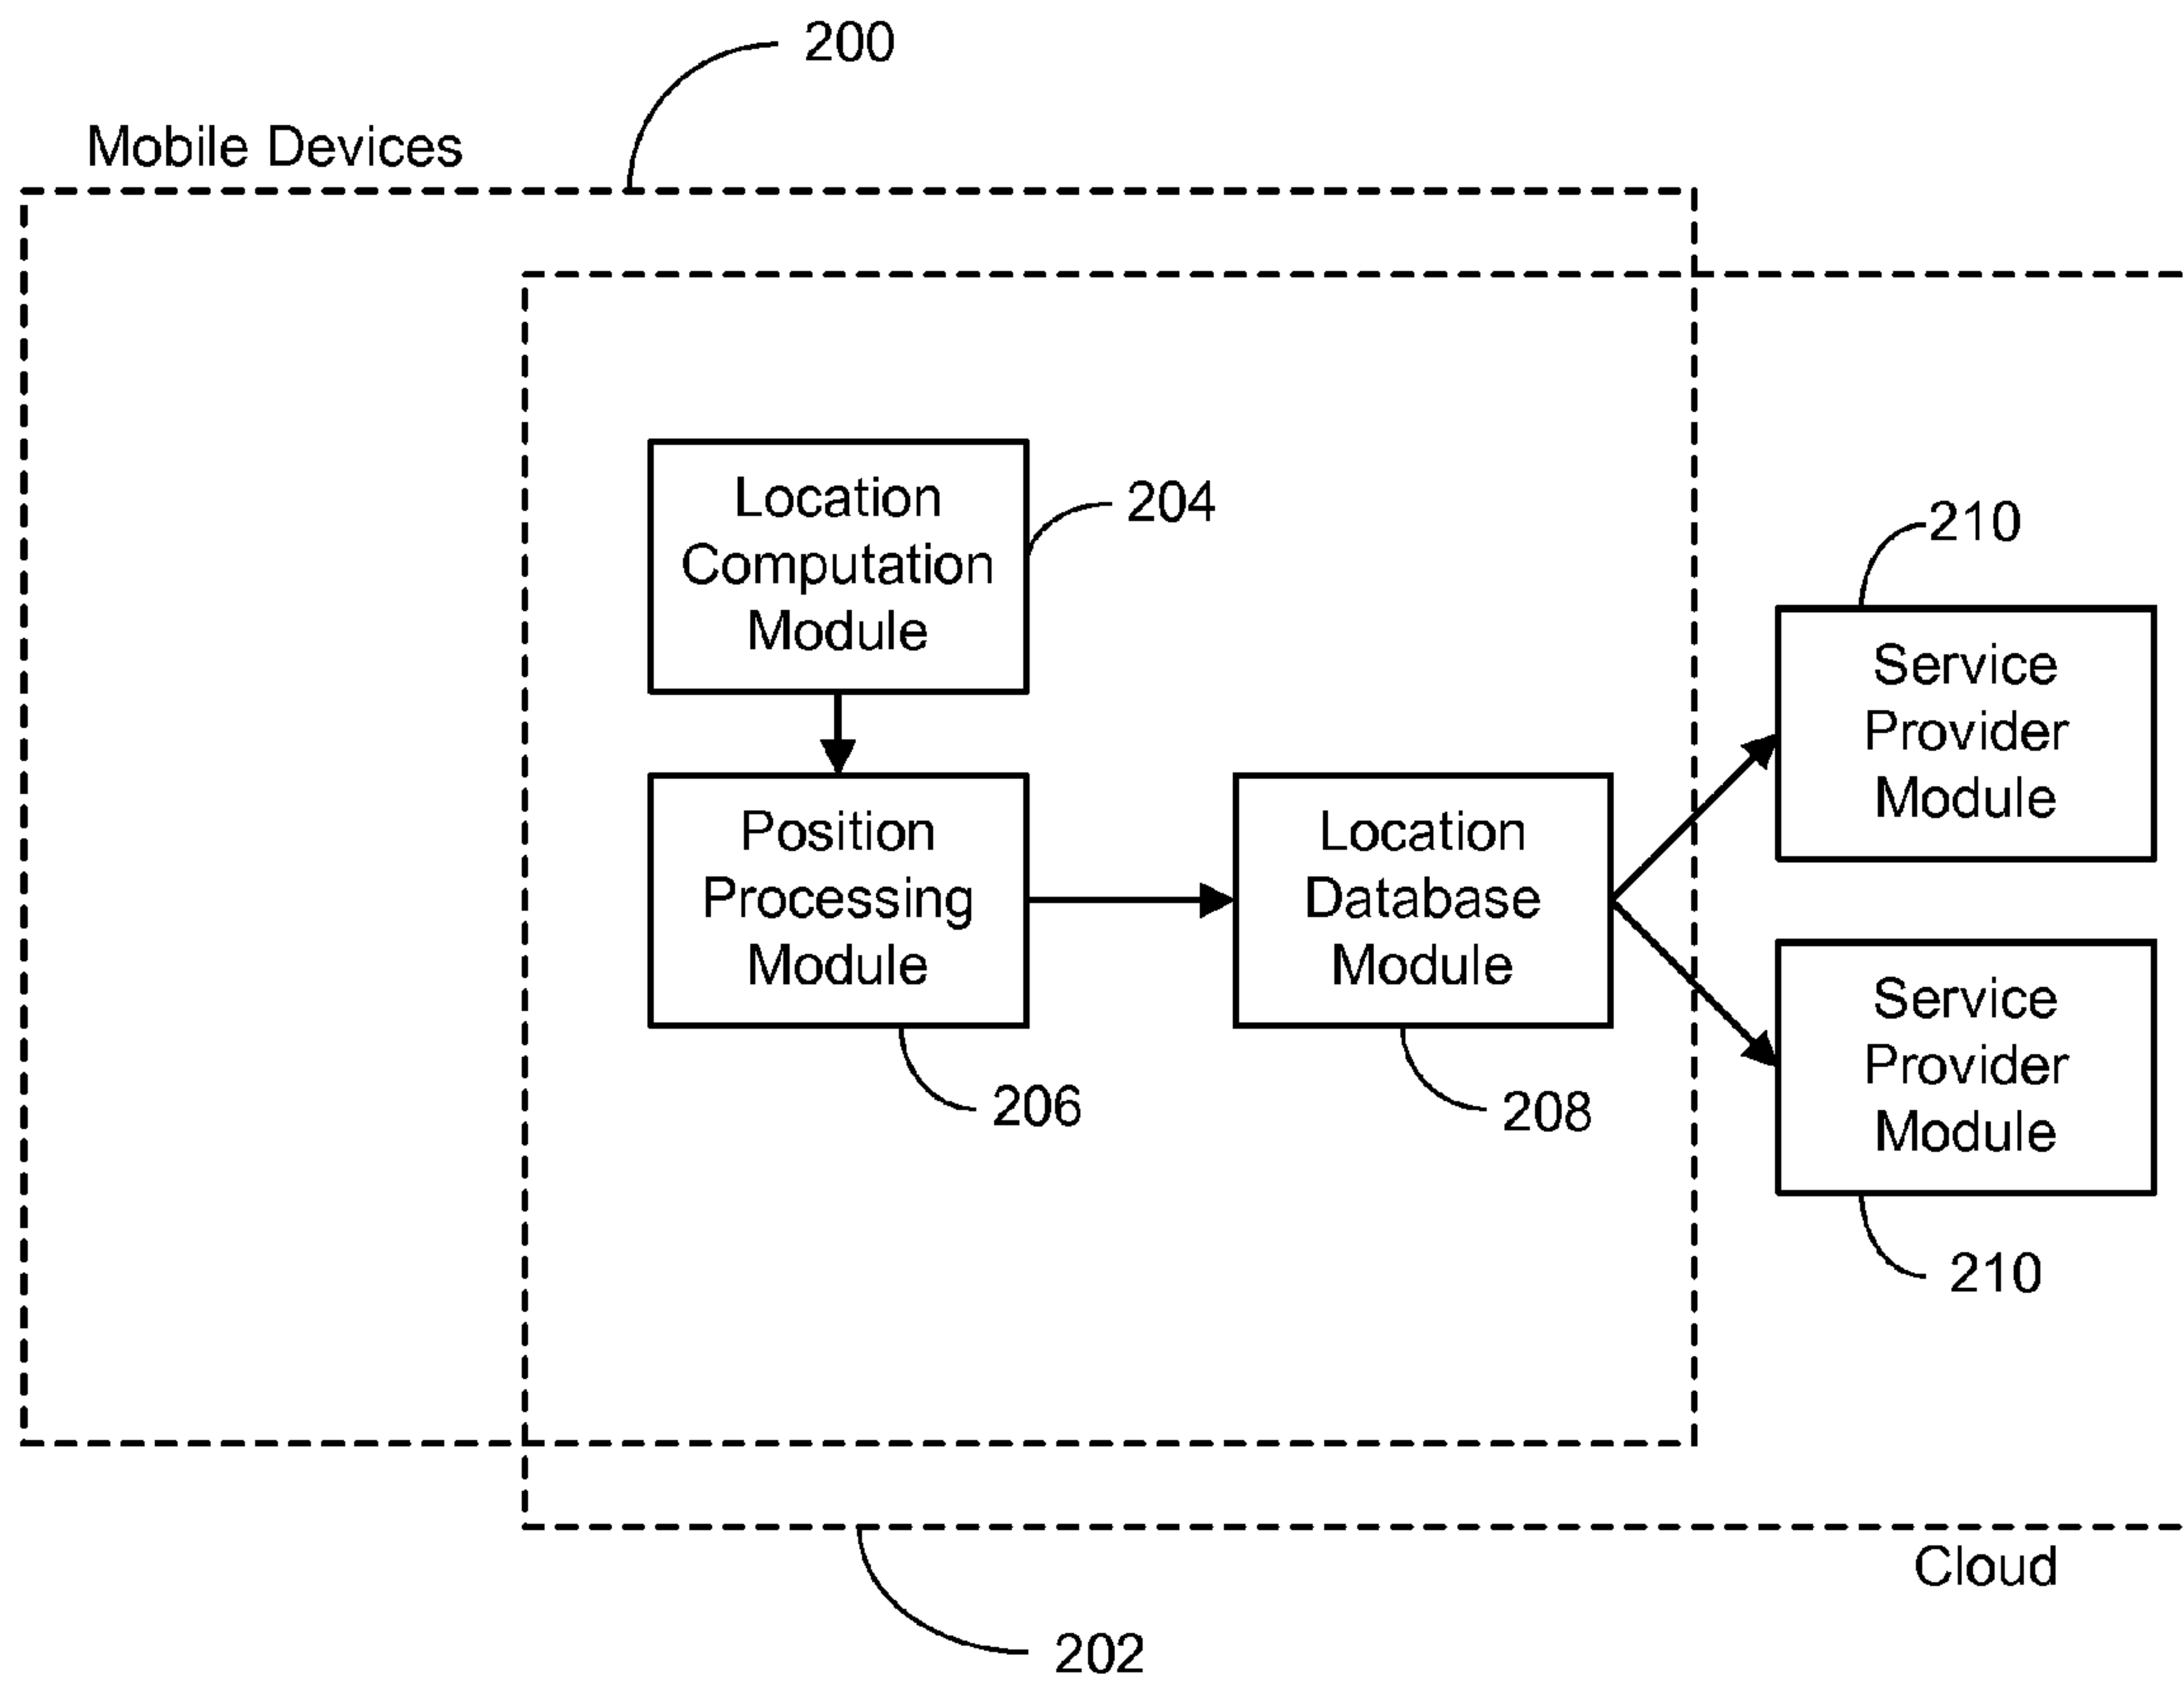 200
Mobile Devices
Location
Computation
Module
204
210
Service
Provider
Module
Position
Processing
Module
Location
Database
Module
206
208
Service
Provider
Module
210
Cloud
202